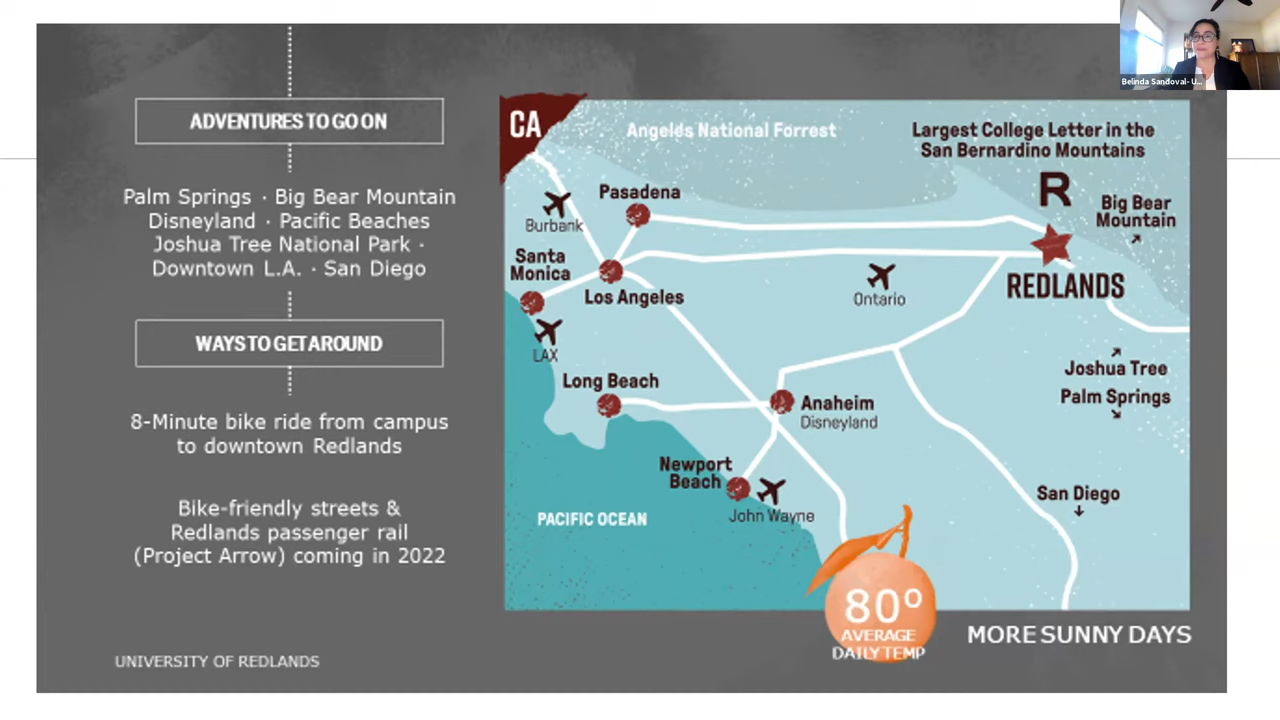 Belinda Sandoval- U...
ADVENTURES TO GO ON
Palm Springs · Big Bear Mountain
Disneyland · Pacific Beaches
Joshua Tree National Park ·
Downtown L.A. · San Diego
WAYS TO GET AROUND
8-Minute bike ride from campus
to downtown Redlands
Bike-friendly streets &
Redlands passenger rail
(Project Arrow) coming in 2022
UNIVERSITY OF REDLANDS
CA
Angeles National Forrest
Largest College Letter in the
San Bernardino Mountains
R
Big Bear
Mountain
Pasadena
Burbank
Santa
Monica
Los Angeles
Ontario
REDLANDS
LAX
Joshua Tree
Palm Springs
Long Beach
Anaheim
Disneyland
Newport
Beach
John Wayne
San Diego
PACIFIC OCEAN
80º
AVERAGE
DAILY TEMP
MORE SUNNY DAYS